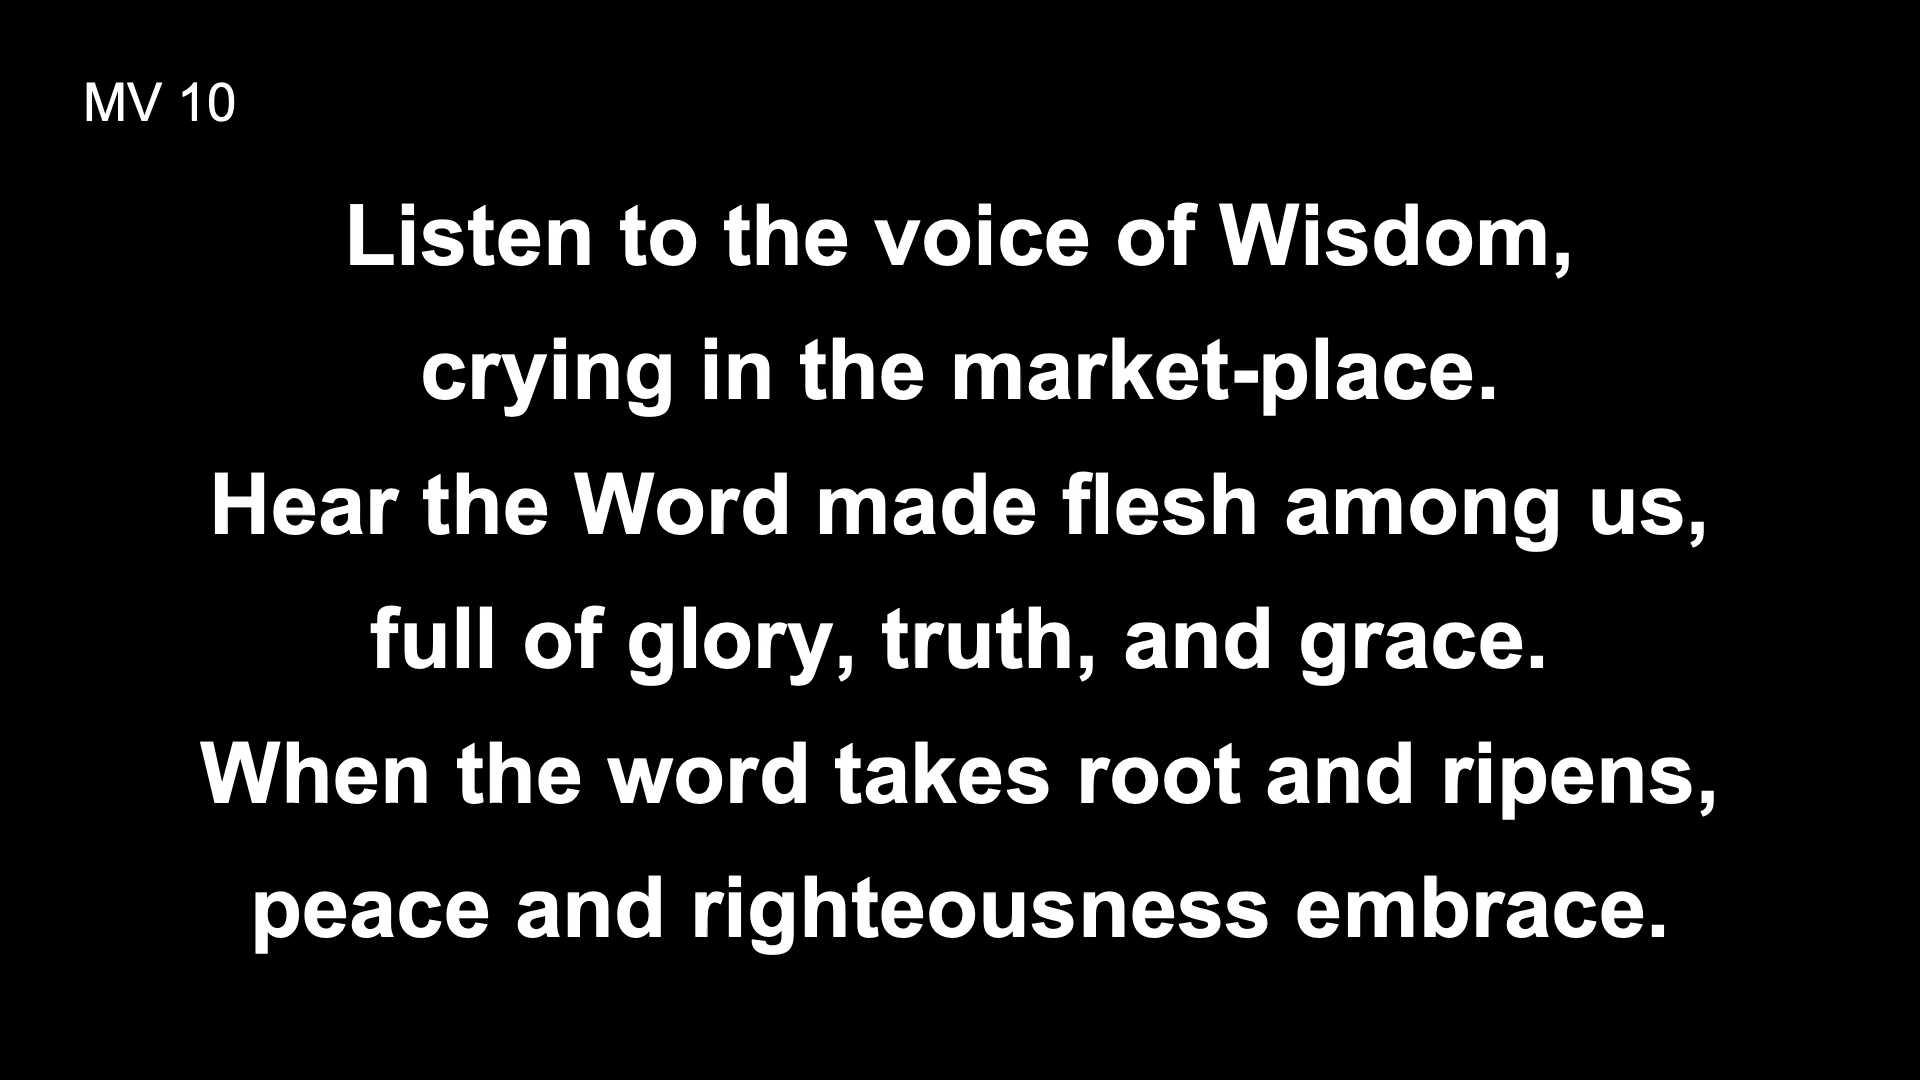 MV 10
Listen to the voice of Wisdom,
crying in the market-place.
Hear the Word made flesh among us,
full of glory, truth, and grace.
When the word takes root and ripens,
peace and righteousness embrace.